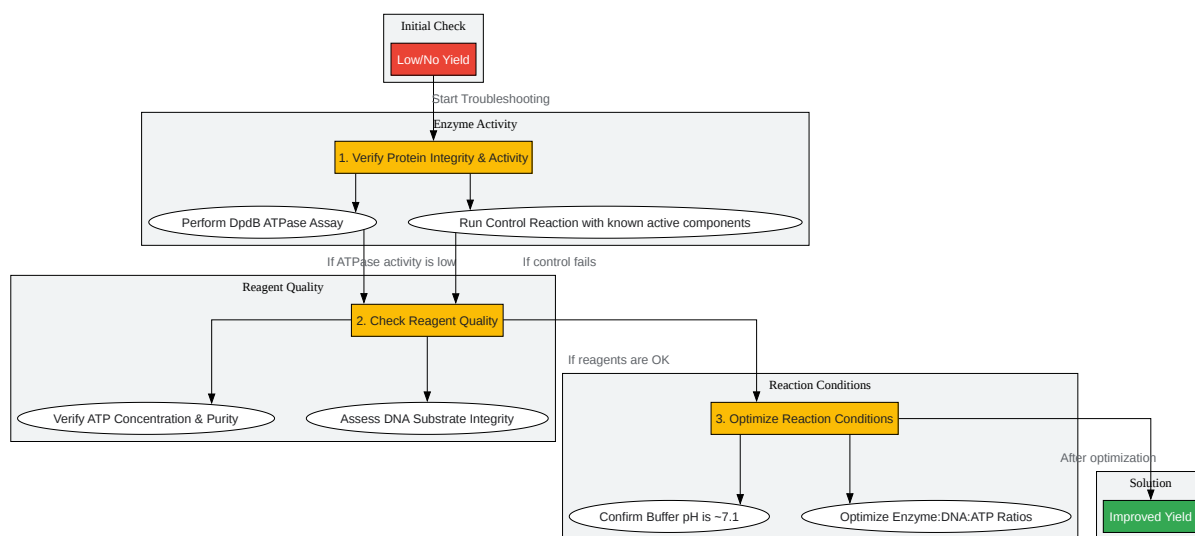 Initial Check
Low/No Yield
Start Troubleshooting
Enzyme Activity
1. Verify Protein Integrity & Activity
Perform DpdB ATPase Assay
Run Control Reaction with known active components
If ATPase activity is low
If control fails
Reagent Quality
2. Check Reagent Quality
If reagents are OK
Verify ATP Concentration & Purity
Assess DNA Substrate Integrity
Reaction Conditions
3. Optimize Reaction Conditions
After optimization
Confirm Buffer pH is ~7.1
Optimize Enzyme:DNA:ATP Ratios
Solution
Improved Yield